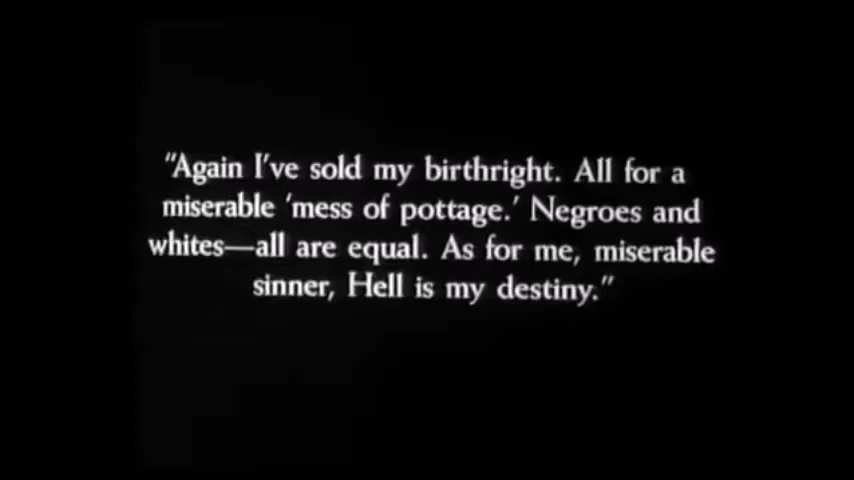 "Again I've sold my birthright. All for a
miserable 'mess of pottage.' Negroes and
whites—all are equal. As for me, miserable
sinner, Hell is my destiny."